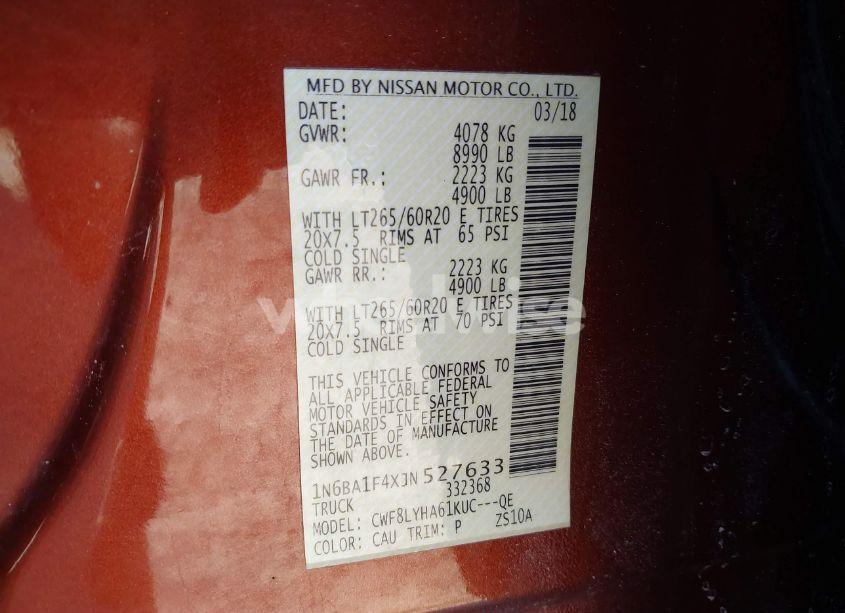 MFD BY NISSAN MOTOR CO., LTD.
DATE: 03/18
GVWR: 4078 KG
8990 LB
GAWR FR.: 2223 KG
4900 LB
WITH LT265/60R20 E TIRES
20X7.5 RIMS AT 65 PSI
COLD SINGLE
GAWR RR.: 2223 KG
4900 LB
WITH LT265/60R20 E TIRES
20X7.5 RIMS AT 70 PSI
COLD SINGLE
THIS VEHICLE CONFORMS TO
ALL APPLICABLE FEDERAL
MOTOR VEHICLE SAFETY
STANDARDS IN EFFECT ON
THE DATE OF MANUFACTURE
SHOWN ABOVE.
1N6BA1F4XJN527633
332368
TRUCK
MODEL: CWF8LYHA61KUC---QE
COLOR: CAU TRIM: P ZS10A